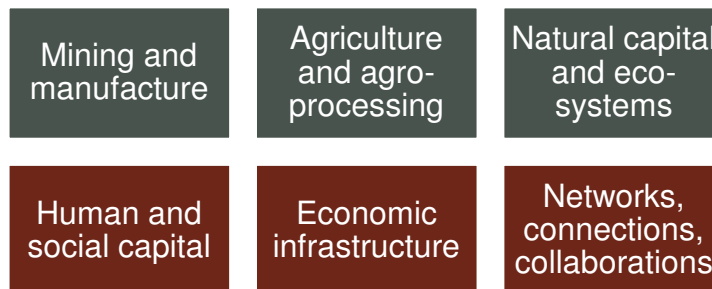 Mining and
manufacture
Agriculture
and agro-
processing
Natural capital
and eco-
systems
Human and
social capital
Economic
infrastructure
Networks,
connections,
collaborations